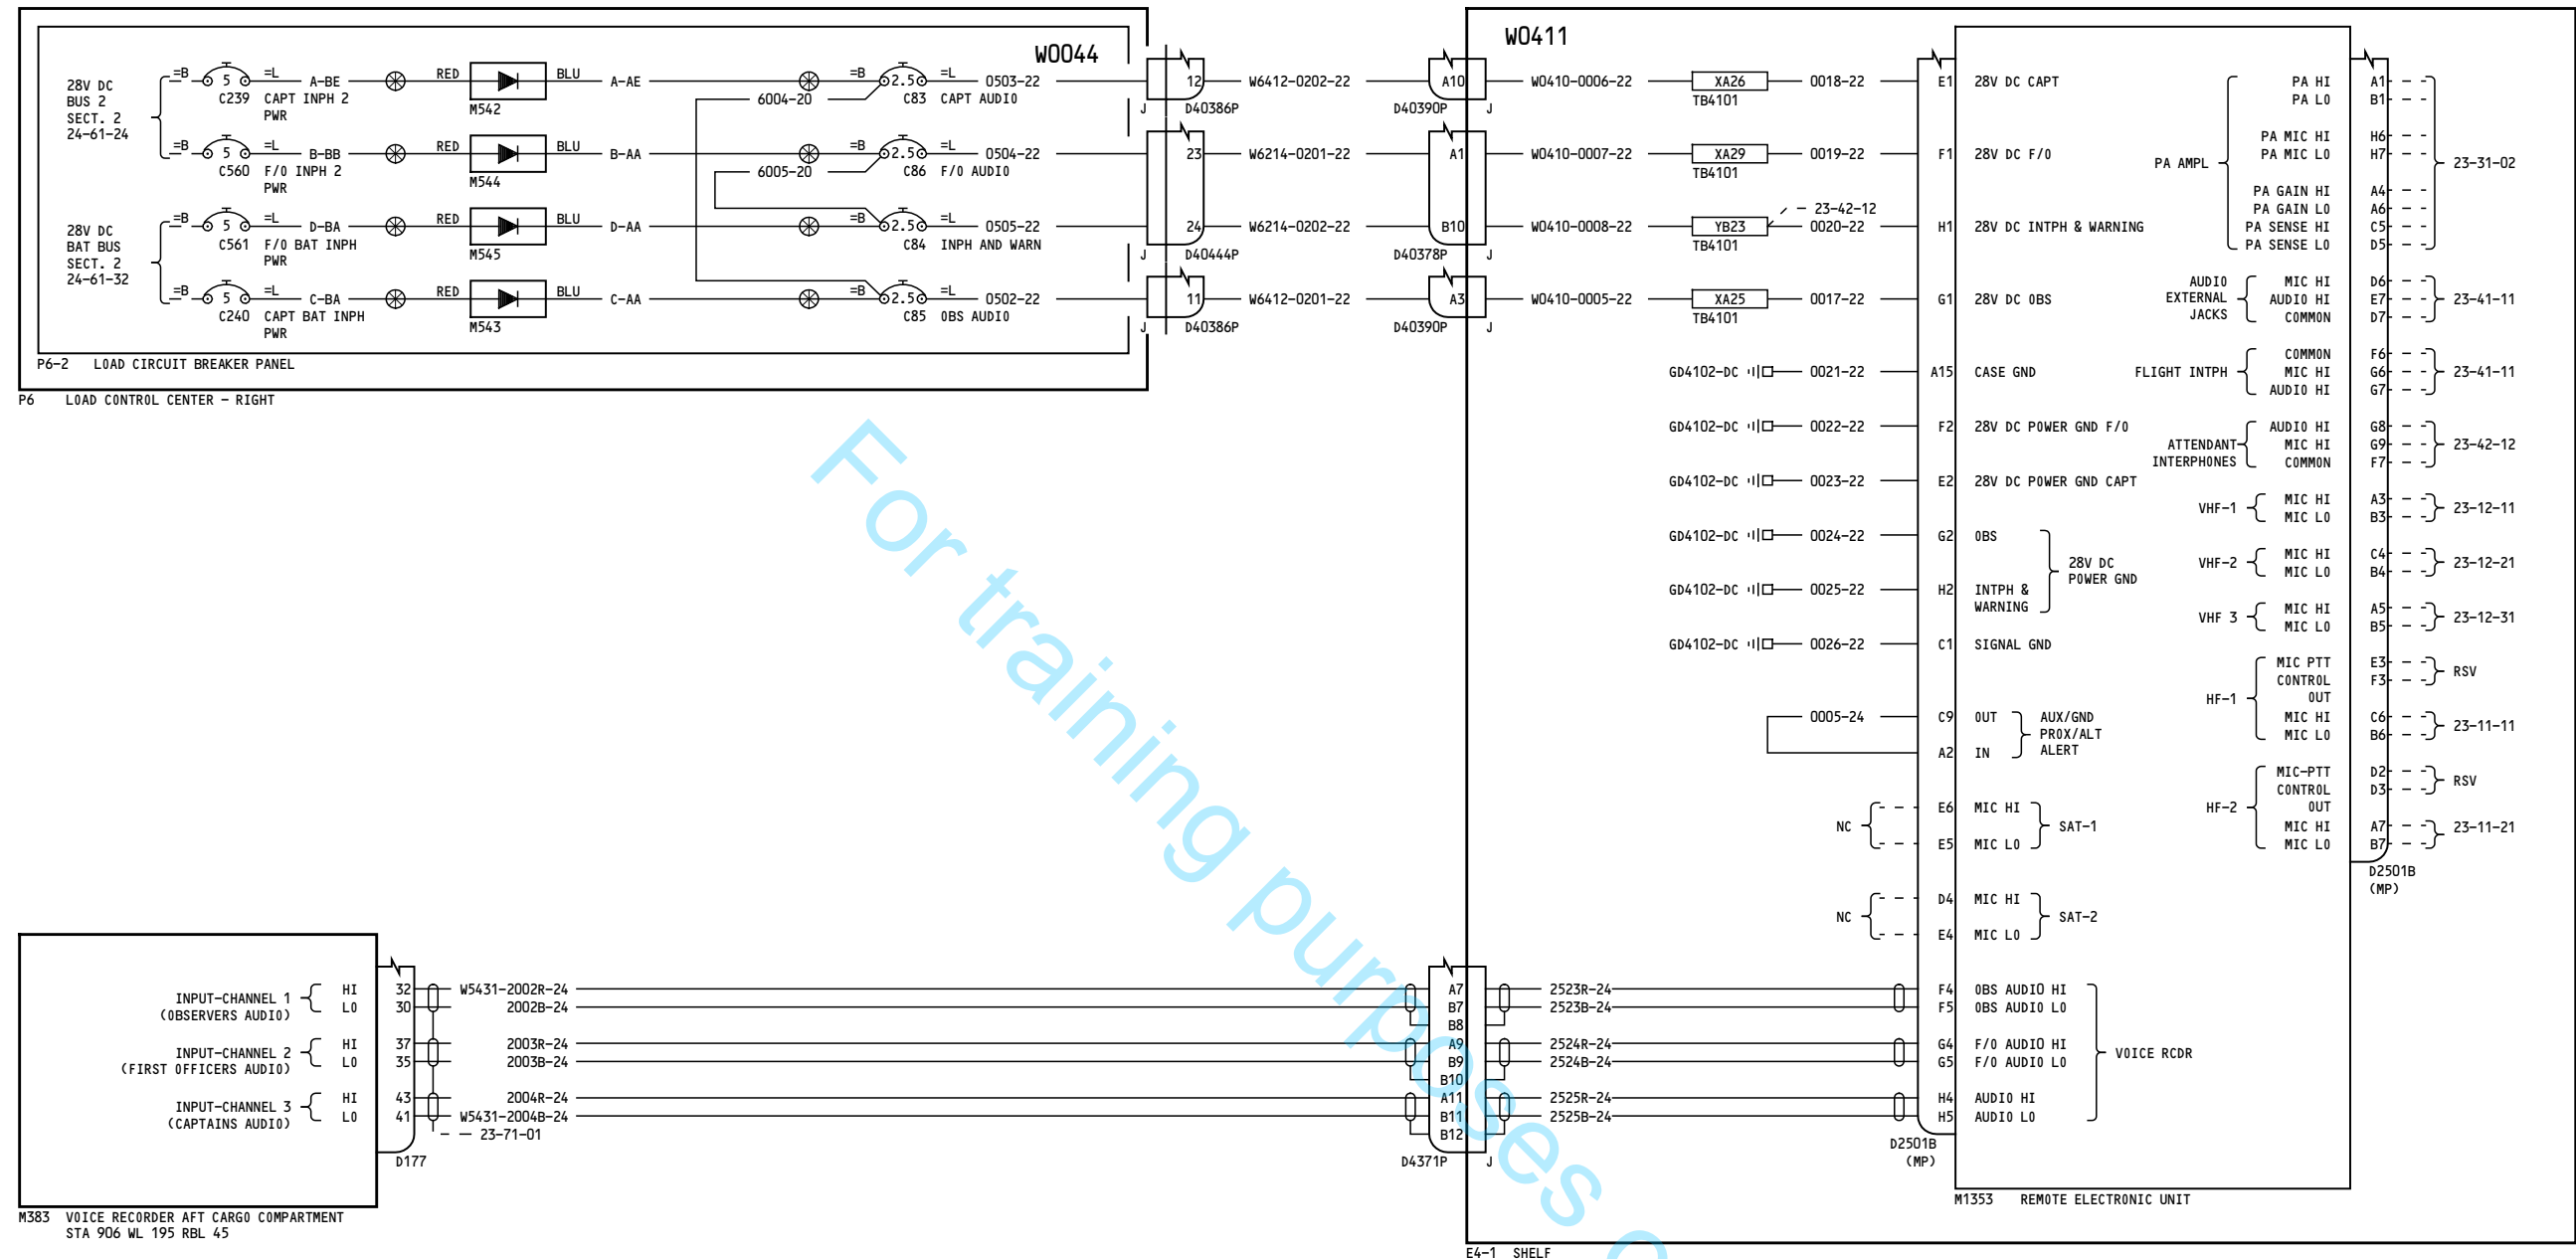 W0044
28V DC
BUS 2
SECT. 2
24-61-24
=B 5 =L A-BE RED BLU A-AE =B 2.5 =L 0503-22
C239 CAPT INPH 2
PWR
M542
6004-20
C83 CAPT AUDIO
=B 5 =L B-BB RED BLU B-AA =B 2.5 =L 0504-22
C560 F/O INPH 2
PWR
M544
6005-20
C86 F/O AUDIO
28V DC
BAT BUS
SECT. 2
24-61-32
=B 5 =L D-BA RED BLU D-AA =B 2.5 =L 0505-22
C561 F/O BAT INPH
PWR
M545
C84 INPH AND WARN
=B 5 =L C-BA RED BLU C-AA =B 2.5 =L 0502-22
C240 CAPT BAT INPH
PWR
M543
C85 OBS AUDIO
P6-2 LOAD CIRCUIT BREAKER PANEL
P6 LOAD CONTROL CENTER - RIGHT
12 W6412-0202-22 A10
J D40386P D40390P J
23 W6214-0201-22 A1
24 W6214-0202-22 B10
J D40444P D40378P J
11 W6412-0201-22 A3
J D40386P D40390P J
W0411
W0410-0006-22 XA26 0018-22 E1 28V DC CAPT
TB4101
W0410-0007-22 XA29 0019-22 F1 28V DC F/O
TB4101
23-42-12
W0410-0008-22 YB23 0020-22 H1 28V DC INTPH & WARNING
TB4101
W0410-0005-22 XA25 0017-22 G1 28V DC OBS
TB4101
GD4102-DC 0021-22 A15 CASE GND
GD4102-DC 0022-22 F2 28V DC POWER GND F/O
GD4102-DC 0023-22 E2 28V DC POWER GND CAPT
GD4102-DC 0024-22 G2 OBS
28V DC
POWER GND
GD4102-DC 0025-22 H2 INTPH &
WARNING
GD4102-DC 0026-22 C1 SIGNAL GND
0005-24 C9 OUT
A2 IN
AUX/GND
PROX/ALT
ALERT
E6 MIC HI
NC SAT-1
E5 MIC LO
D4 MIC HI
NC SAT-2
E4 MIC LO
PA AMPL
PA HI A1
PA LO B1
PA MIC HI H6
PA MIC LO H7
23-31-02
PA GAIN HI A4
PA GAIN LO A6
PA SENSE HI C5
PA SENSE LO D5
AUDIO
EXTERNAL
JACKS
MIC HI D6
AUDIO HI E7 23-41-11
COMMON D7
COMMON F6
FLIGHT INTPH MIC HI G6 23-41-11
AUDIO HI G7
ATTENDANT
INTERPHONES
AUDIO HI G8
MIC HI G9 23-42-12
COMMON F7
VHF-1
MIC HI A3
MIC LO B3
23-12-11
VHF-2
MIC HI C4
MIC LO B4
23-12-21
VHF 3
MIC HI A5
MIC LO B5
23-12-31
HF-1
MIC PTT E3
CONTROL F3
OUT
RSV
MIC HI C6
MIC LO B6
23-11-11
HF-2
MIC-PTT D2
CONTROL D3
OUT
RSV
MIC HI A7
MIC LO B7
23-11-21
D2501B
(MP)
INPUT-CHANNEL 1
(OBSERVERS AUDIO)
HI 32 W5431-2002R-24 A7 2523R-24 F4 OBS AUDIO HI
LO 30 2002B-24 B7 2523B-24 F5 OBS AUDIO LO
B8
INPUT-CHANNEL 2
(FIRST OFFICERS AUDIO)
HI 37 2003R-24 A9 2524R-24 G4 F/O AUDIO HI
LO 35 2003B-24 B9 2524B-24 G5 F/O AUDIO LO
B10
VOICE RCDR
INPUT-CHANNEL 3
(CAPTAINS AUDIO)
HI 43 2004R-24 A11 2525R-24 H4 AUDIO HI
LO 41 W5431-2004B-24 B11 2525B-24 H5 AUDIO LO
23-71-01
B12
D177
D4371P J
D2501B
(MP)
M1353 REMOTE ELECTRONIC UNIT
M383 VOICE RECORDER AFT CARGO COMPARTMENT
STA 906 WL 195 RBL 45
E4-1 SHELF
For training purposes